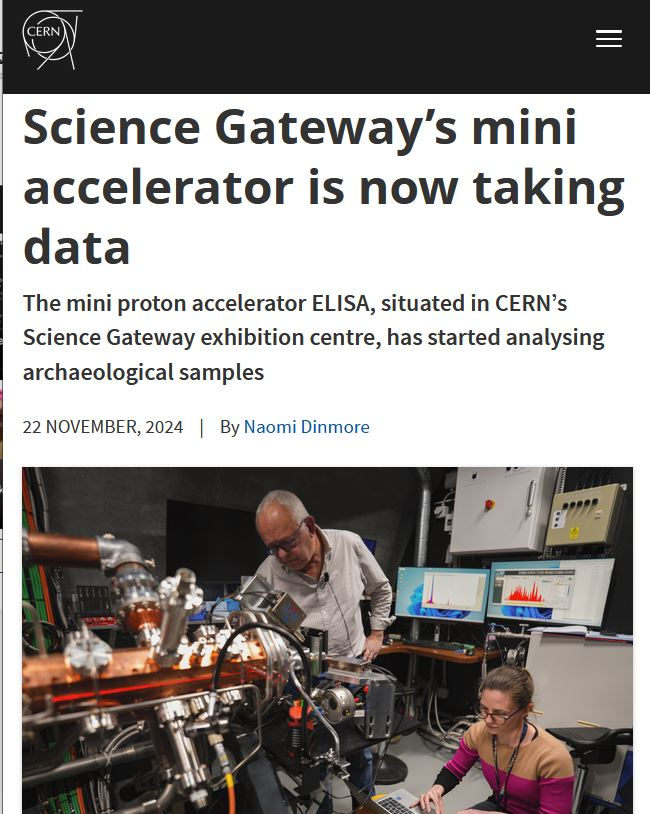 CERN
Science Gateway’s mini
accelerator is now taking
data
The mini proton accelerator ELISA, situated in CERN’s
Science Gateway exhibition centre, has started analysing
archaeological samples
22 NOVEMBER, 2024 | By Naomi Dinmore